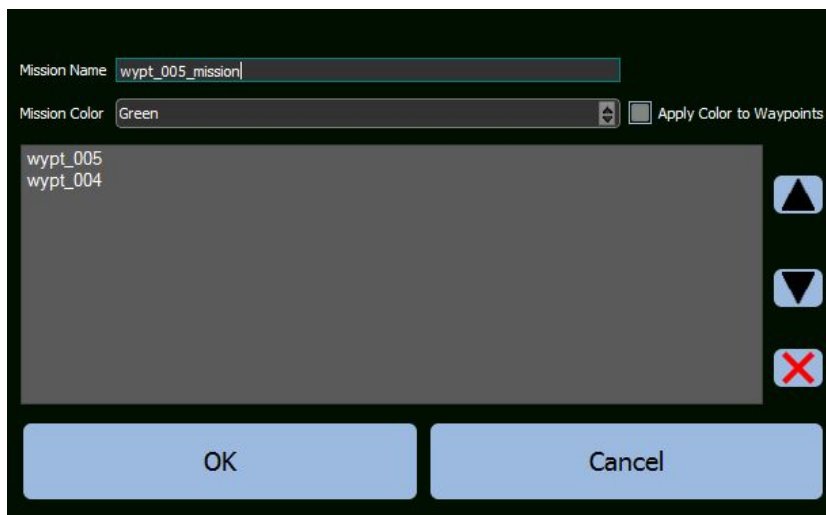 Mission Name wypt_005_mission
Mission Color Green Apply Color to Waypoints
wypt_005
wypt_004
OK Cancel